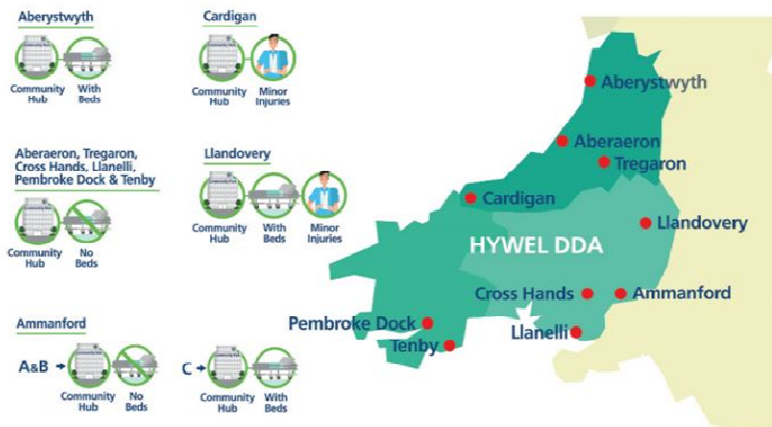 Aberystwyth
Community Hub
With Beds
Cardigan
Community Hub
Minor Injuries
Aberaeron, Tregaron,
Cross Hands, Llanelli,
Pembroke Dock & Tenby
Community Hub
No Beds
Llandovery
Community Hub
With Beds
Minor Injuries
Ammanford
A&B
Community Hub
No Beds
C
Community Hub
With Beds
Aberystwyth
Aberaeron
Tregaron
Cardigan
Llandovery
HYWEL DDA
Cross Hands
Ammanford
Pembroke Dock
Llanelli
Tenby